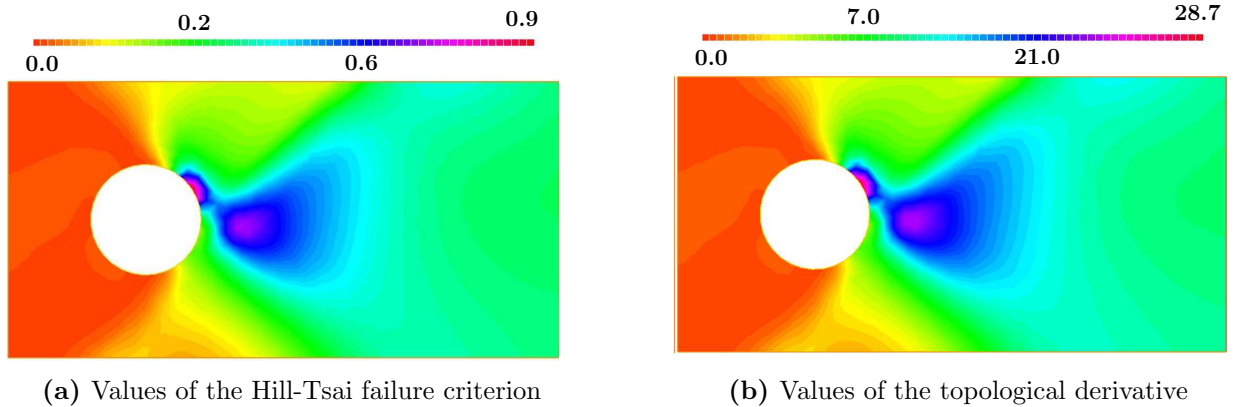 0.2 0.9
0.0 0.6
7.0 28.7
0.0 21.0
(a) Values of the Hill-Tsai failure criterion
(b) Values of the topological derivative